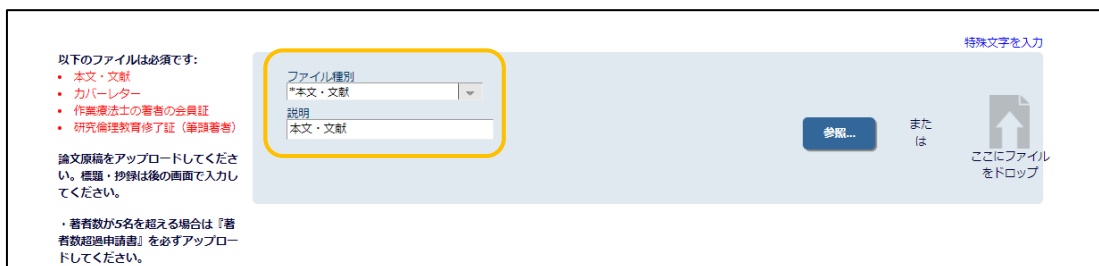 特殊文字を入力
以下のファイルは必須です:
• 本文・文献
• カバーレター
• 作業療法士の著者の会員証
• 研究倫理教育修了証（筆頭著者）
論文原稿をアップロードしてくださ
い。標題・抄録は後の画面で入力し
てください。
・著者数が5名を超える場合は『著
者数超過申請書』を必ずアップロー
ドしてください。
ファイル種別
*本文・文献
説明
本文・文献
参照...
また
は
ここにファイル
をドロップ